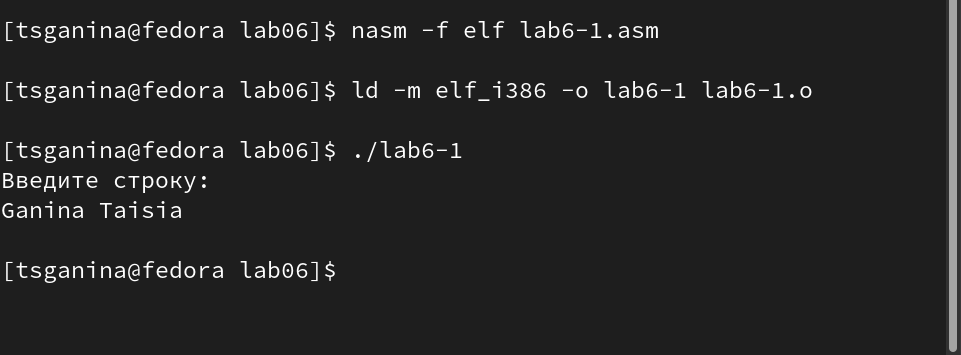 [tsganina@fedora lab06]$ nasm -f elf lab6-1.asm
[tsganina@fedora lab06]$ ld -m elf_i386 -o lab6-1 lab6-1.o
[tsganina@fedora lab06]$ ./lab6-1
Введите строку:
Ganina Taisia
[tsganina@fedora lab06]$